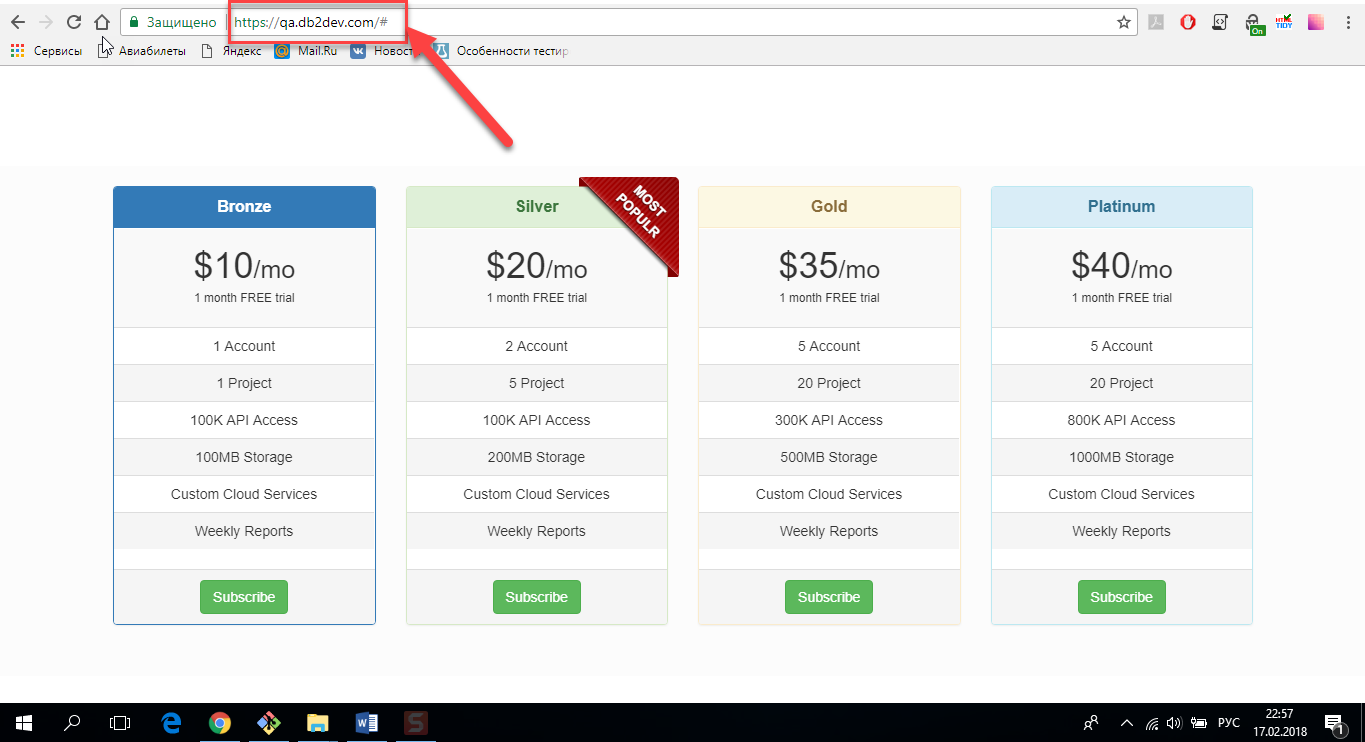 Защищено https://qa.db2dev.com/#
On
HTML TIDY
Сервисы Авиабилеты Яндекс Mail.Ru Новост Особенности тестир
Bronze
$10/mo
1 month FREE trial
1 Account
1 Project
100K API Access
100MB Storage
Custom Cloud Services
Weekly Reports
Subscribe
Silver
MOST
POPULR
$20/mo
1 month FREE trial
2 Account
5 Project
100K API Access
200MB Storage
Custom Cloud Services
Weekly Reports
Subscribe
Gold
$35/mo
1 month FREE trial
5 Account
20 Project
300K API Access
500MB Storage
Custom Cloud Services
Weekly Reports
Subscribe
Platinum
$40/mo
1 month FREE trial
5 Account
20 Project
800K API Access
1000MB Storage
Custom Cloud Services
Weekly Reports
Subscribe
РУС
22:57
17.02.2018
1